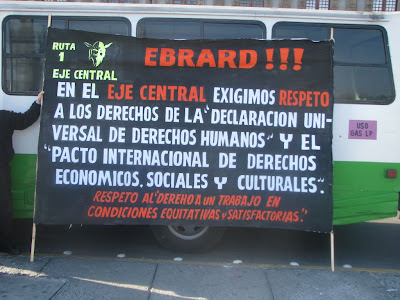 RUTA
1
EJE CENTRAL
EBRARD !!!
EN EL EJE CENTRAL EXIGIMOS RESPETO
A LOS DERECHOS DE LA "DECLARACION UNI-
VERSAL DE DERECHOS HUMANOS" Y EL
"PACTO INTERNACIONAL DE DERECHOS
ECONOMICOS, SOCIALES Y CULTURALES".
RESPETO AL "DEREHO A UN TRABAJO EN
CONDICIONES EQUITATIVAS Y SATISFACTORIAS."
USO
GAS LP